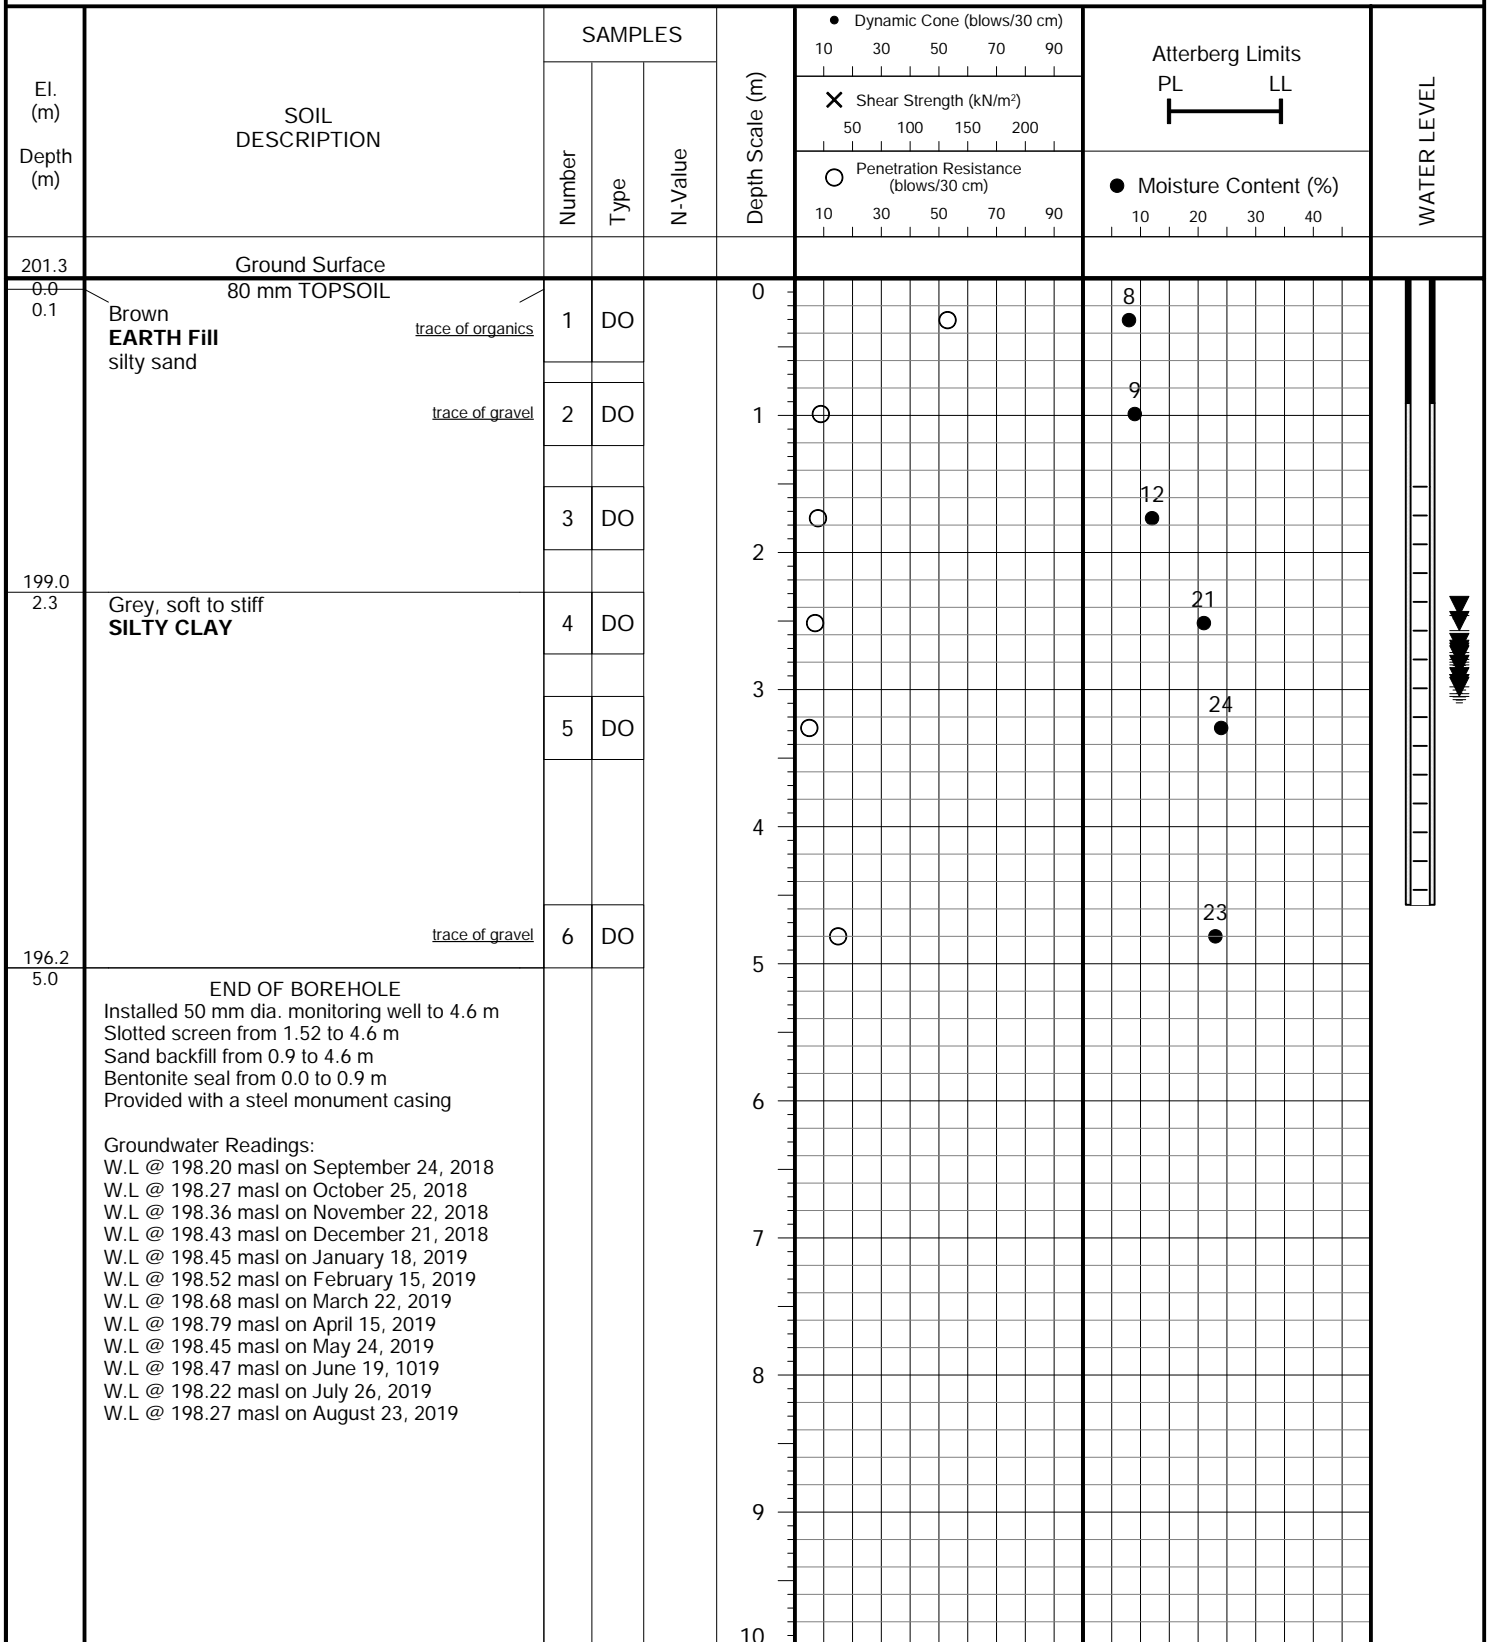 El.
(m)
Depth
(m)
SOIL
DESCRIPTION
SAMPLES
Number
Type
N-Value
Depth Scale (m)
Dynamic Cone (blows/30 cm)
10 30 50 70 90
Shear Strength (kN/m²)
50 100 150 200
Penetration Resistance
(blows/30 cm)
10 30 50 70 90
Atterberg Limits
PL LL
Moisture Content (%)
10 20 30 40
WATER LEVEL
201.3 Ground Surface
0.0 80 mm TOPSOIL 0
0.1 Brown
EARTH Fill
silty sand
trace of organics 1 DO 8
trace of gravel 2 DO 1 9
3 DO 12
2
199.0
2.3 Grey, soft to stiff
SILTY CLAY
4 DO 21
3
5 DO 24
4
trace of gravel 6 DO 23
196.2
5.0
5
END OF BOREHOLE
Installed 50 mm dia. monitoring well to 4.6 m
Slotted screen from 1.52 to 4.6 m
Sand backfill from 0.9 to 4.6 m
Bentonite seal from 0.0 to 0.9 m
Provided with a steel monument casing
6
Groundwater Readings:
W.L @ 198.20 masl on September 24, 2018
W.L @ 198.27 masl on October 25, 2018
W.L @ 198.36 masl on November 22, 2018
W.L @ 198.43 masl on December 21, 2018
7
W.L @ 198.45 masl on January 18, 2019
W.L @ 198.52 masl on February 15, 2019
W.L @ 198.68 masl on March 22, 2019
W.L @ 198.79 masl on April 15, 2019
W.L @ 198.45 masl on May 24, 2019
W.L @ 198.47 masl on June 19, 1019
8
W.L @ 198.22 masl on July 26, 2019
W.L @ 198.27 masl on August 23, 2019
9
10